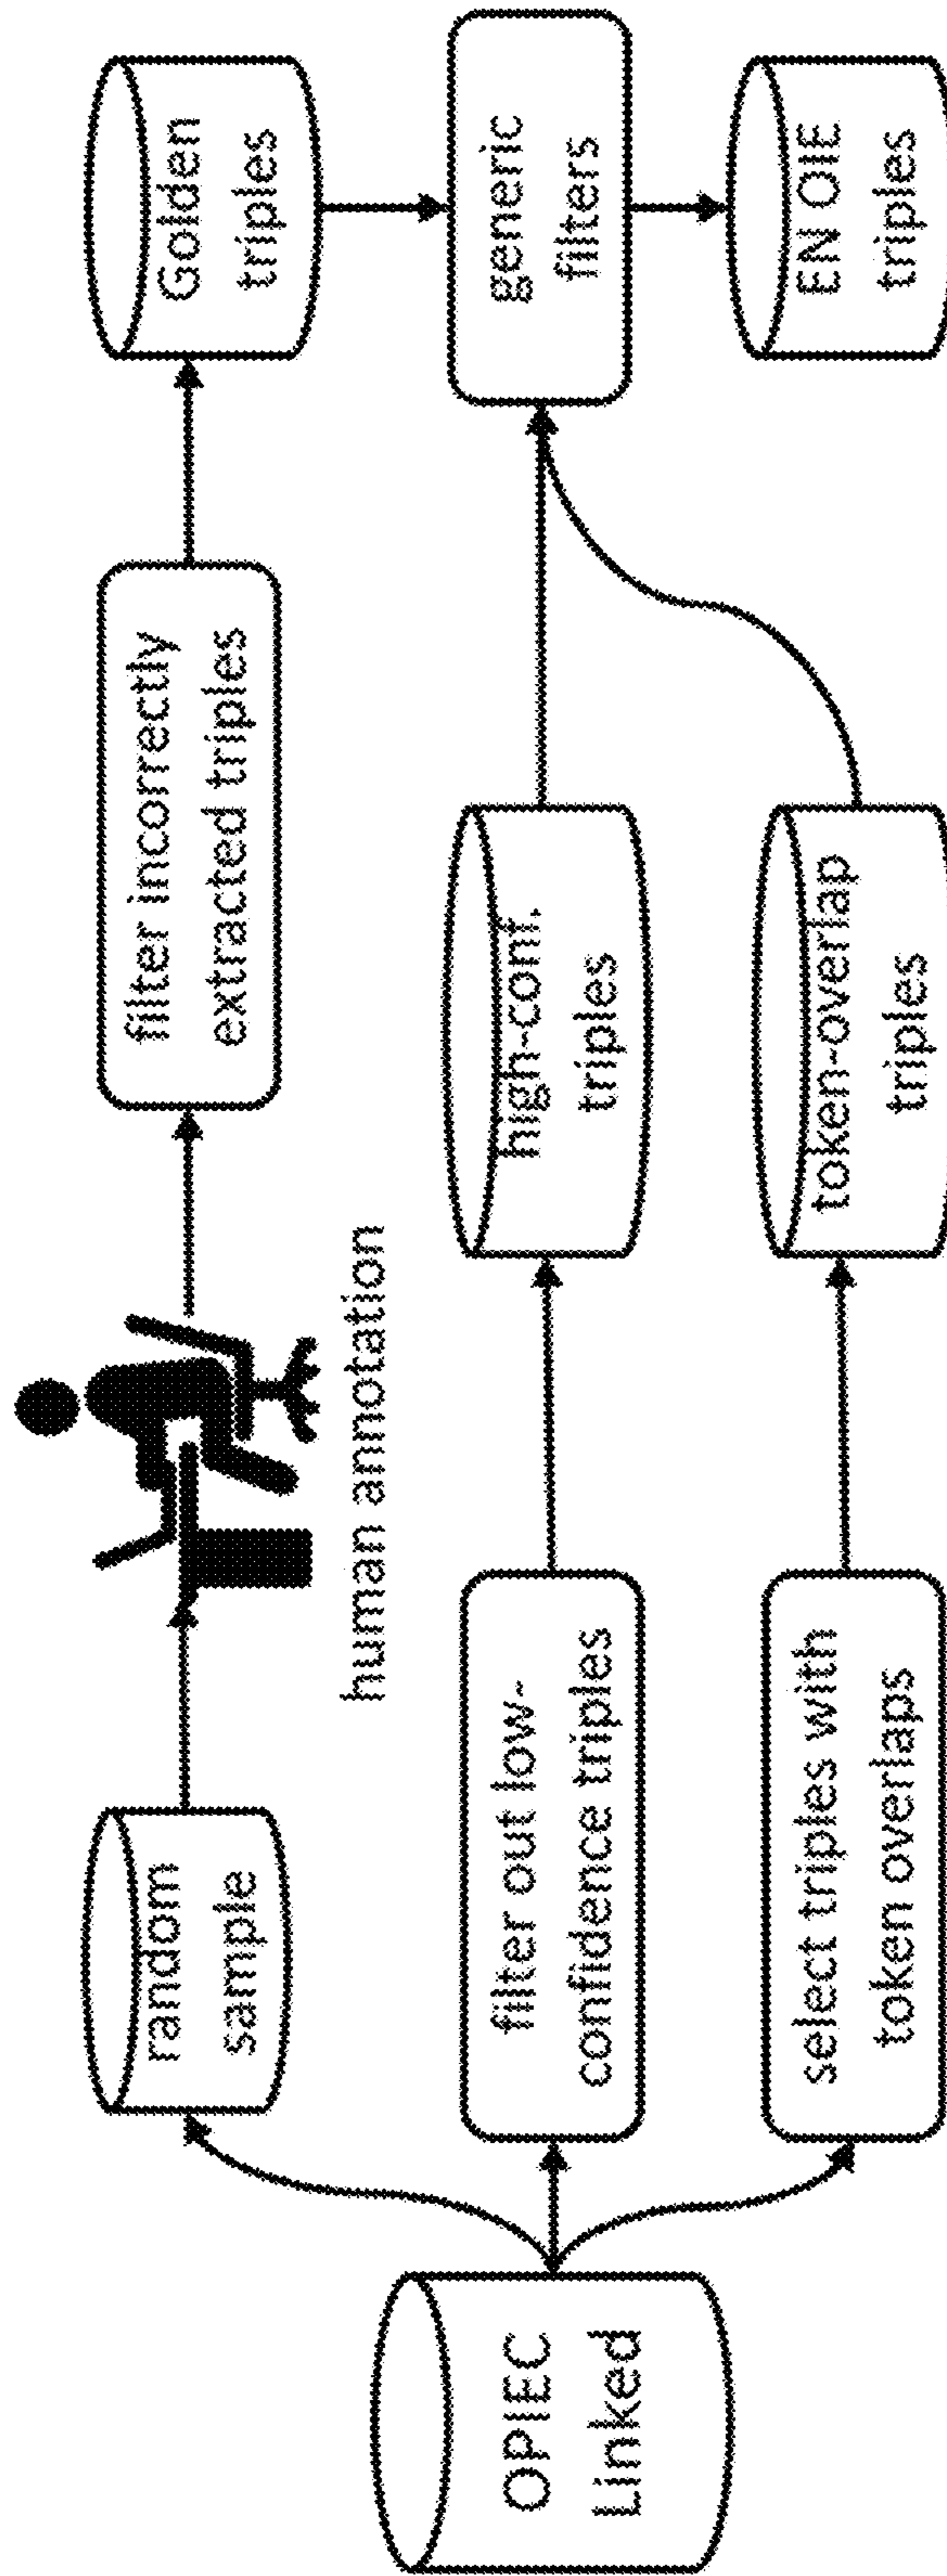 OPIEC
Linked
random
sample
human annotation
filter incorrectly
extracted triples
Golden
triples
filter out low-
confidence triples
high-conf.
triples
generic
filters
select triples with
token overlaps
token-overlap
triples
EN OIE
triples